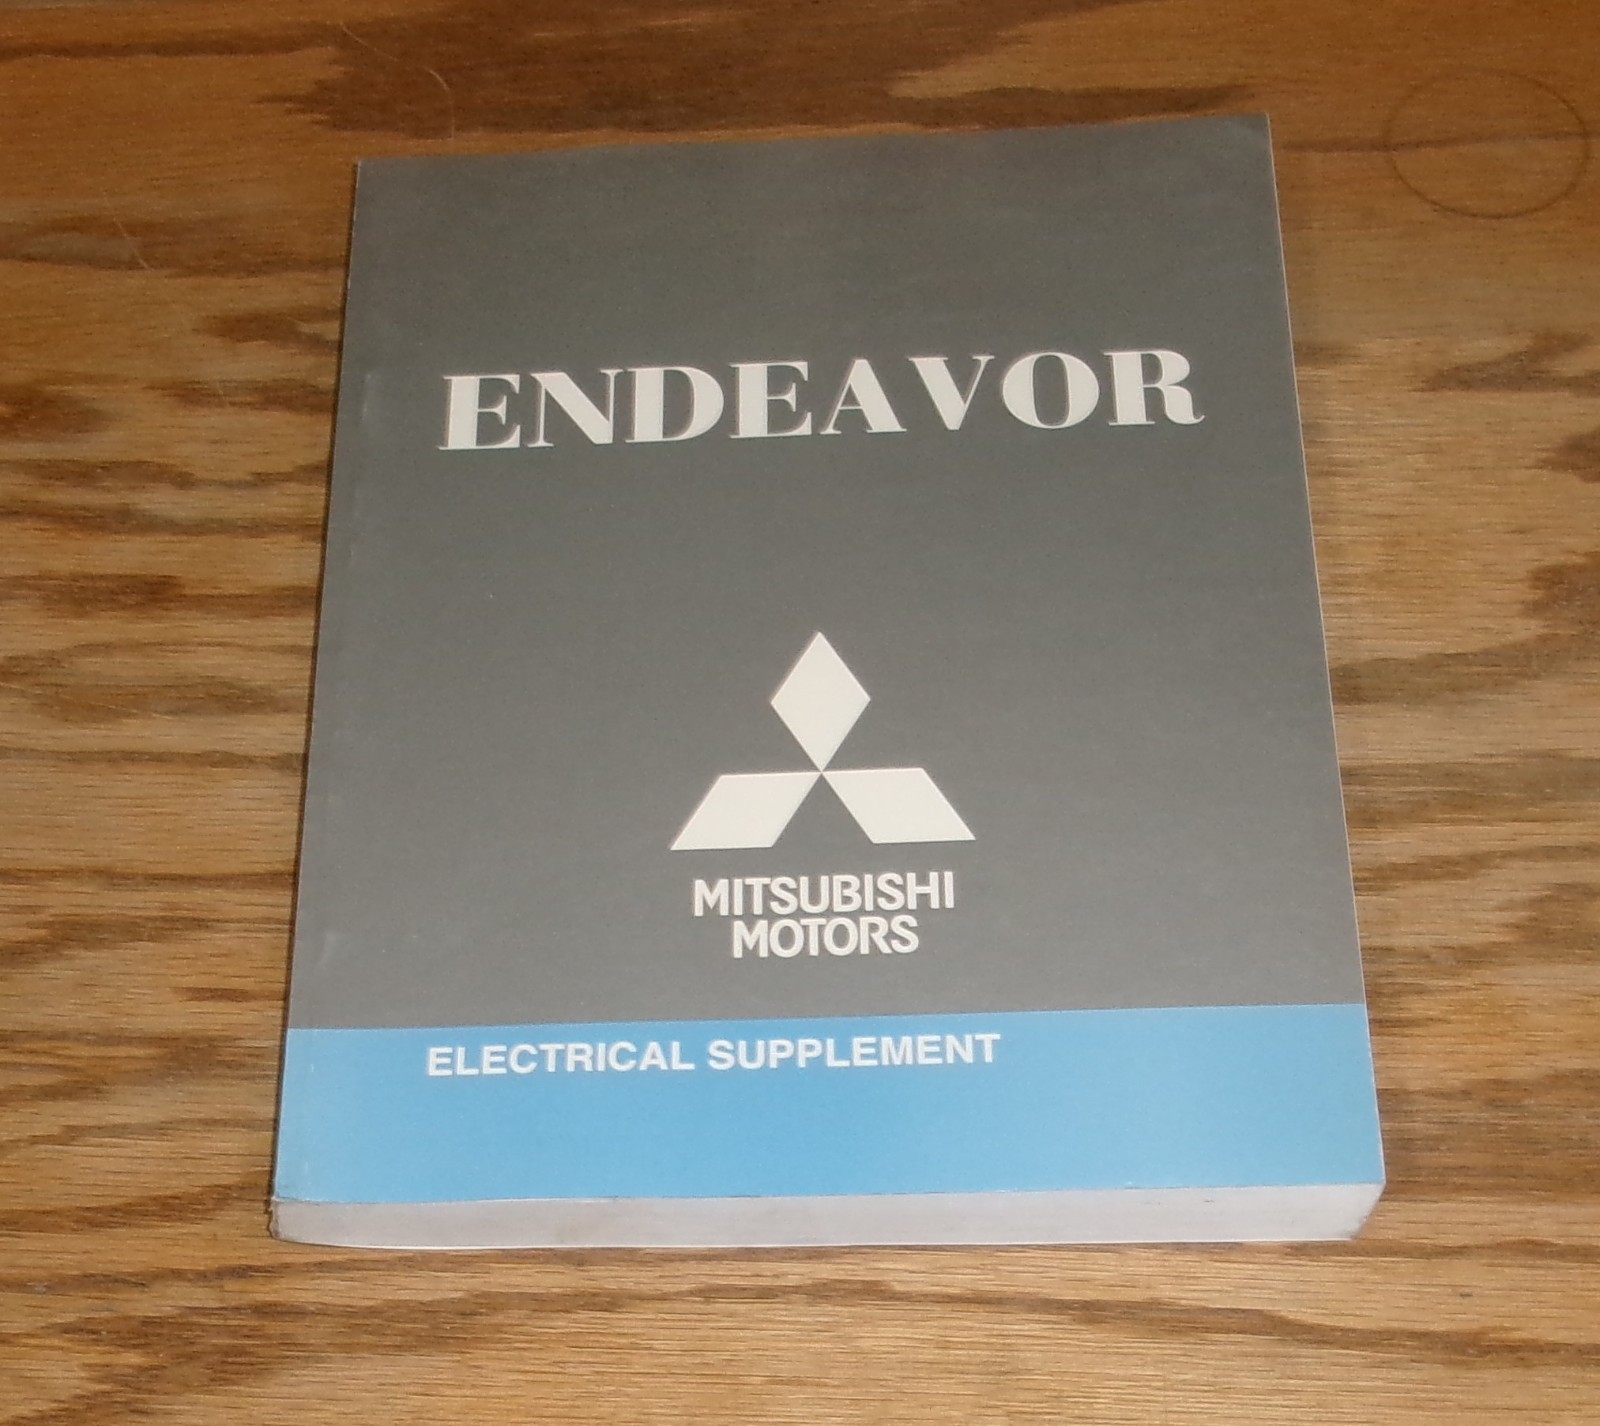 ENDEAVOR
MITSUBISHI
MOTORS
ELECTRICAL SUPPLEMENT